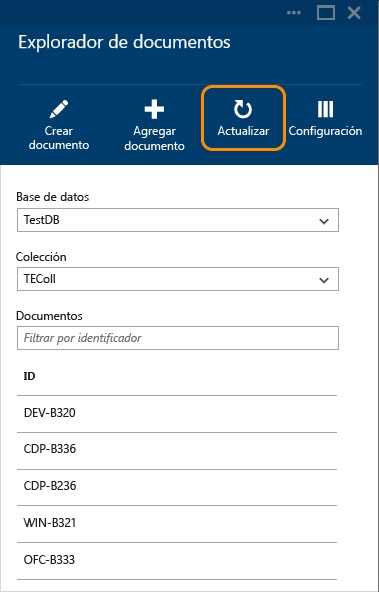 Explorador de documentos
Crear
documento
Agregar
documento
Actualizar
Configuración
Base de datos
TestDB
Colección
TEColl
Documentos
Filtrar por identificador
ID
DEV-B320
CDP-B336
CDP-B236
WIN-B321
OFC-B333